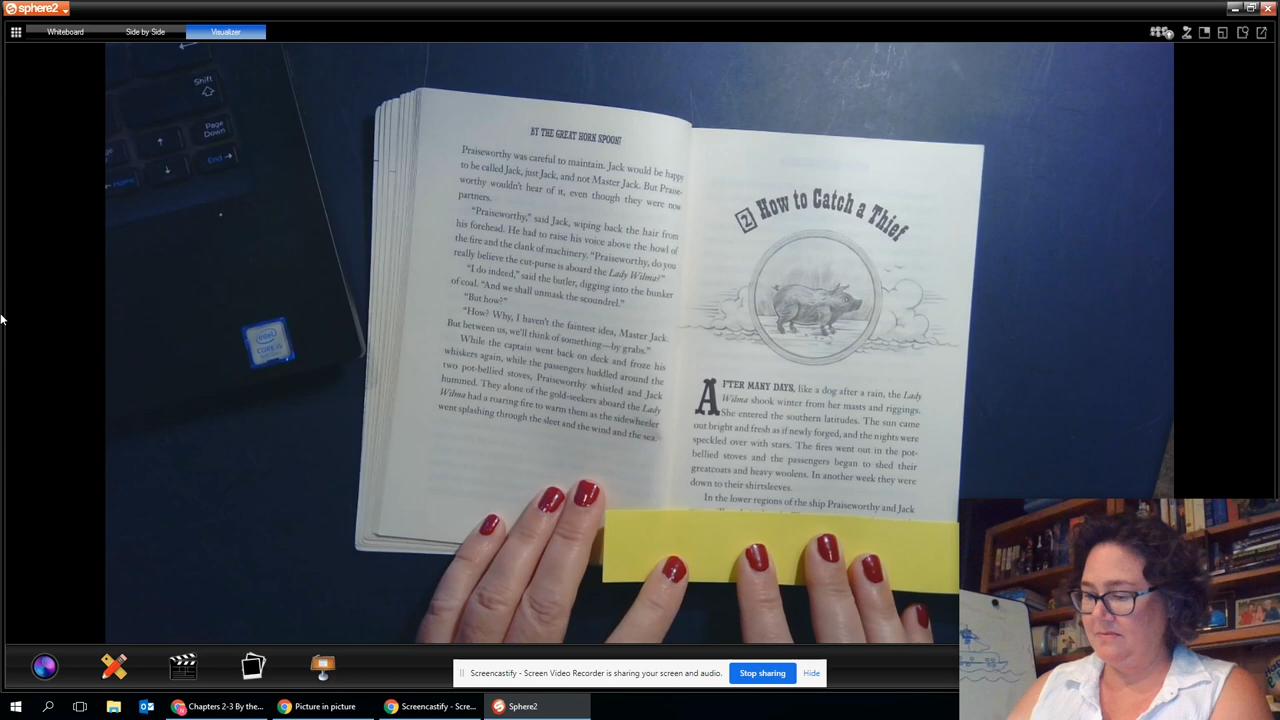 sphere2
Whiteboard
Side by Side
Visualizer
Shift
Page
Up
Page
Down
Home
End
intel
CORE i5
BY THE GREAT HORN SPOON!
Praiseworthy was careful to maintain. Jack would be happy
to be called Jack, just Jack, and not Master Jack. But Praise-
worthy wouldn't hear of it, even though they were now
partners.
"Praiseworthy," said Jack, wiping back the hair from
his forehead. He had to raise his voice above the howl of
the fire and the clank of machinery. "Praiseworthy, do you
really believe the cut-purse is aboard the Lady Wilma?"
"I do indeed," said the butler, digging into the bunker
of coal. "And we shall unmask the scoundrel."
"But how?"
"How? Why, I haven't the faintest idea, Master Jack.
But between us, we'll think of something—by grabs."
While the captain went back on deck and froze his
whiskers again, while the passengers huddled around the
two pot-bellied stoves, Praiseworthy whistled and Jack
hummed. They alone of the gold-seekers aboard the Lady
Wilma had a roaring fire to warm them as the sidewheeler
went splashing through the sleet and the wind and the sea.
2 How to Catch a Thief
AFTER MANY DAYS, like a dog after a rain, the Lady
Wilma shook winter from her masts and riggings.
She entered the southern latitudes. The sun came
out bright and fresh as if newly forged, and the nights were
speckled over with stars. The fires went out in the pot-
bellied stoves and the passengers began to shed their
greatcoats and heavy woolens. In another week they were
down to their shirtsleeves.
In the lower regions of the ship Praiseworthy and Jack
Screencastify - Screen Video Recorder is sharing your screen and audio.
Stop sharing
Hide
Chapters 2-3 By the...
Picture in picture
Screencastify - Scre...
Sphere2